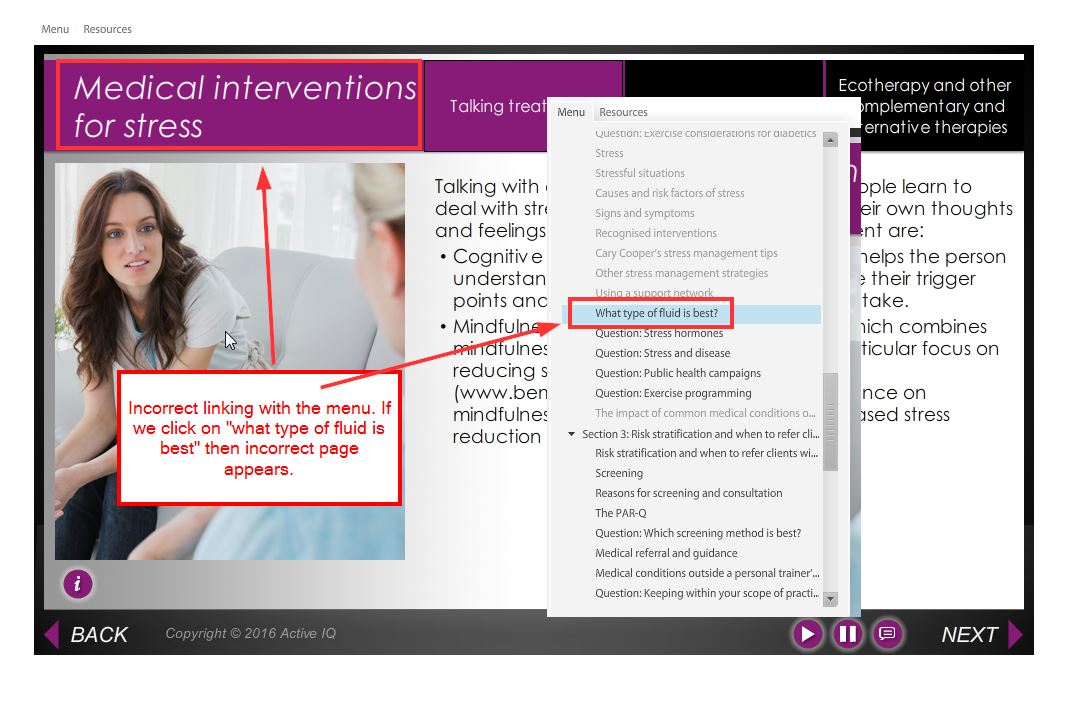 Menu Resources
Medical interventions
for stress
Talking treat
Ecotherapy and other
omplementary and
ternative therapies
Menu Resources
Question: Exercise considerations for diabetics
Stress
Stressful situations
Causes and risk factors of stress
Signs and symptoms
Recognised interventions
Cary Cooper's stress management tips
Other stress management strategies
Using a support network
What type of fluid is best?
Question: Stress hormones
Question: Stress and disease
Question: Public health campaigns
Question: Exercise programming
The impact of common medical conditions o...
Section 3: Risk stratification and when to refer cli...
Risk stratification and when to refer clients wi...
Screening
Reasons for screening and consultation
The PAR-Q
Question: Which screening method is best?
Medical referral and guidance
Medical conditions outside a personal trainer'...
Question: Keeping within your scope of practi...
Talking with
deal with stre
and feelings
• Cognitive
understan
points and
• Mindfulne
mindfulnes
reducing s
(www.bem
mindfulnes
reduction
ople learn to
eir own thoughts
ent are:
helps the person
e their trigger
take.
hich combines
rticular focus on
ance on
ased stress
Incorrect linking with the menu. If
we click on "what type of fluid is
best" then incorrect page
appears.
i
BACK
Copyright © 2016 Active IQ
NEXT